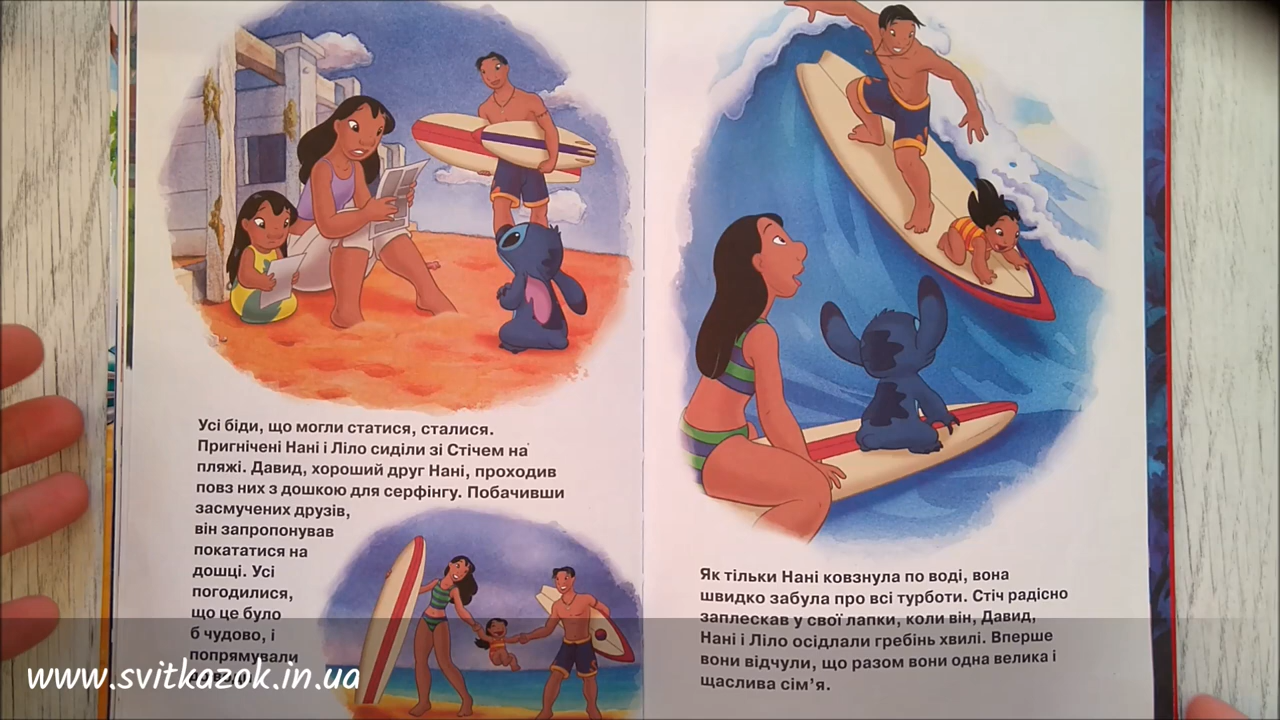 Усі біди, що могли статися, сталися.
Пригнічені Нані і Ліло сиділи зі Стічем на
пляжі. Давид, хороший друг Нані, проходив
повз них з дошкою для серфінгу. Побачивши
засмучених друзів,
він запропонував
покататися на
дошці. Усі
погодилися,
що це було
б чудово, і
попрямували
www.svitkazok.in.ua
Як тільки Нані ковзнула по воді, вона
швидко забула про всі турботи. Стіч радісно
заплескав у свої лапки, коли він, Давид,
Нані і Ліло осідлали гребінь хвилі. Вперше
вони відчули, що разом вони одна велика і
щаслива сім’я.